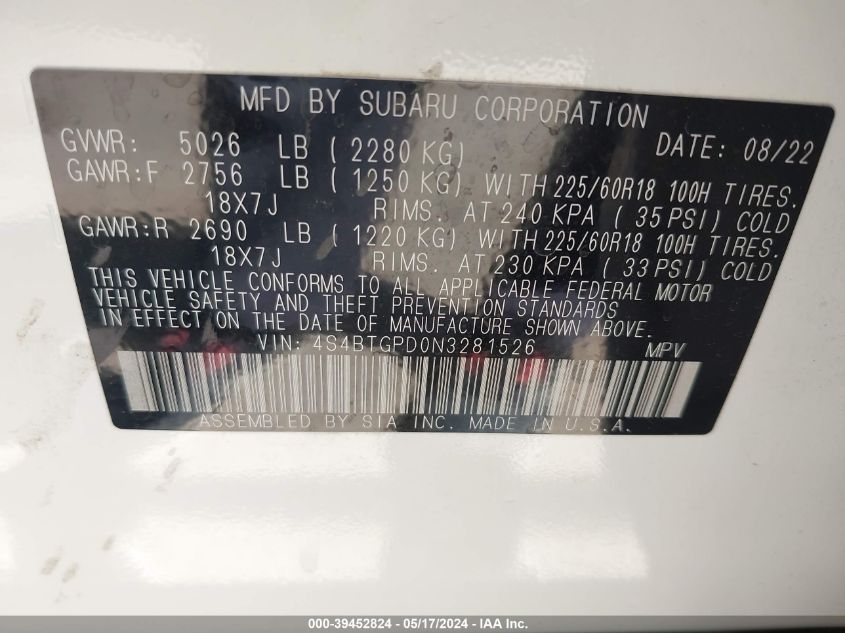 MFD BY SUBARU CORPORATION
GVWR: 5026 LB ( 2280 KG) DATE: 08/22
GAWR:F 2756 LB ( 1250 KG) WITH 225/60R18 100H TIRES.
18X7J RIMS. AT 240 KPA ( 35 PSI) COLD
GAWR:R 2690 LB ( 1220 KG) WITH 225/60R18 100H TIRES.
18X7J RIMS. AT 230 KPA ( 33 PSI) COLD
THIS VEHICLE CONFORMS TO ALL APPLICABLE FEDERAL MOTOR
VEHICLE SAFETY AND THEFT PREVENTION STANDARDS
IN EFFECT ON THE DATE OF MANUFACTURE SHOWN ABOVE.
VIN: 4S4BTGPD0N3281526 MPV
ASSEMBLED BY SIA INC. MADE IN U.S.A.
000-39452824 - 05/17/2024 - IAA Inc.